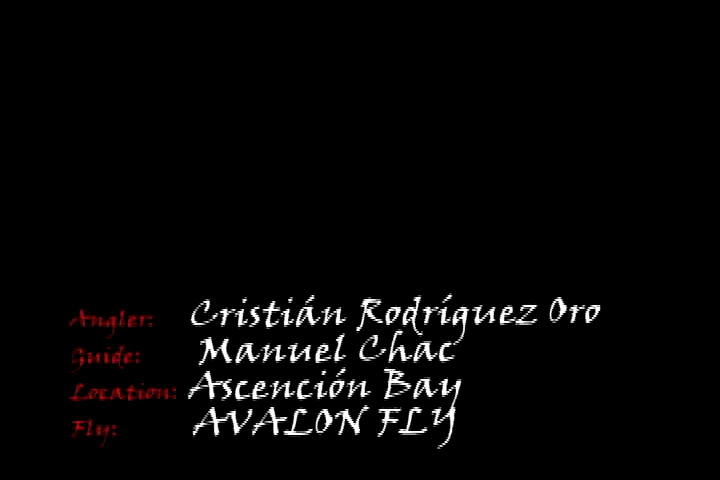 Angler: Cristián Rodríguez Oro
Guide: Manuel Chac
Location: Ascención Bay
Fly: AVALON FLY